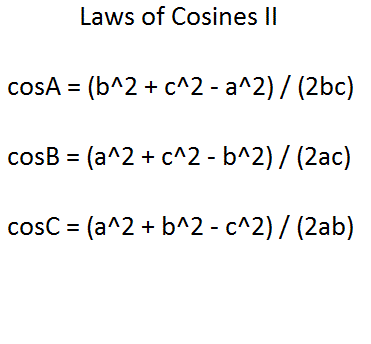 Laws of Cosines II
cosA = (b^2 + c^2 - a^2) / (2bc)
cosB = (a^2 + c^2 - b^2) / (2ac)
cosC = (a^2 + b^2 - c^2) / (2ab)